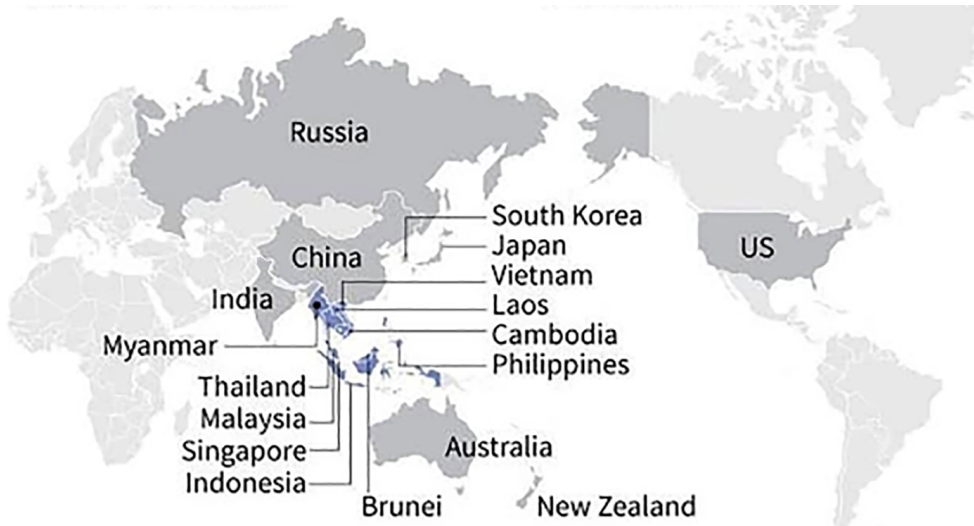 Russia
South Korea
Japan
China
US
Vietnam
India
Laos
Cambodia
Myanmar
Philippines
Thailand
Malaysia
Singapore
Australia
Indonesia
Brunei
New Zealand